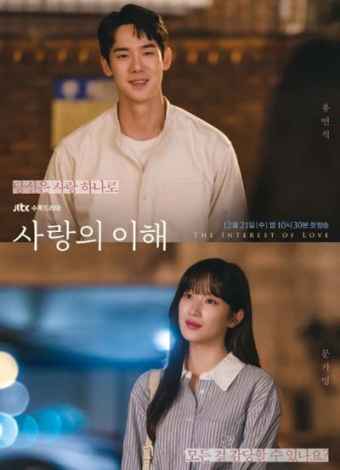 유연석
당신은 사랑 하나로
jtbc 수목드라마
12월 21일 (수) 밤 10시 30분 첫방송
사랑의 이해
THE INTEREST OF LOVE
문가영
모든 걸 감당할 수 있나요?